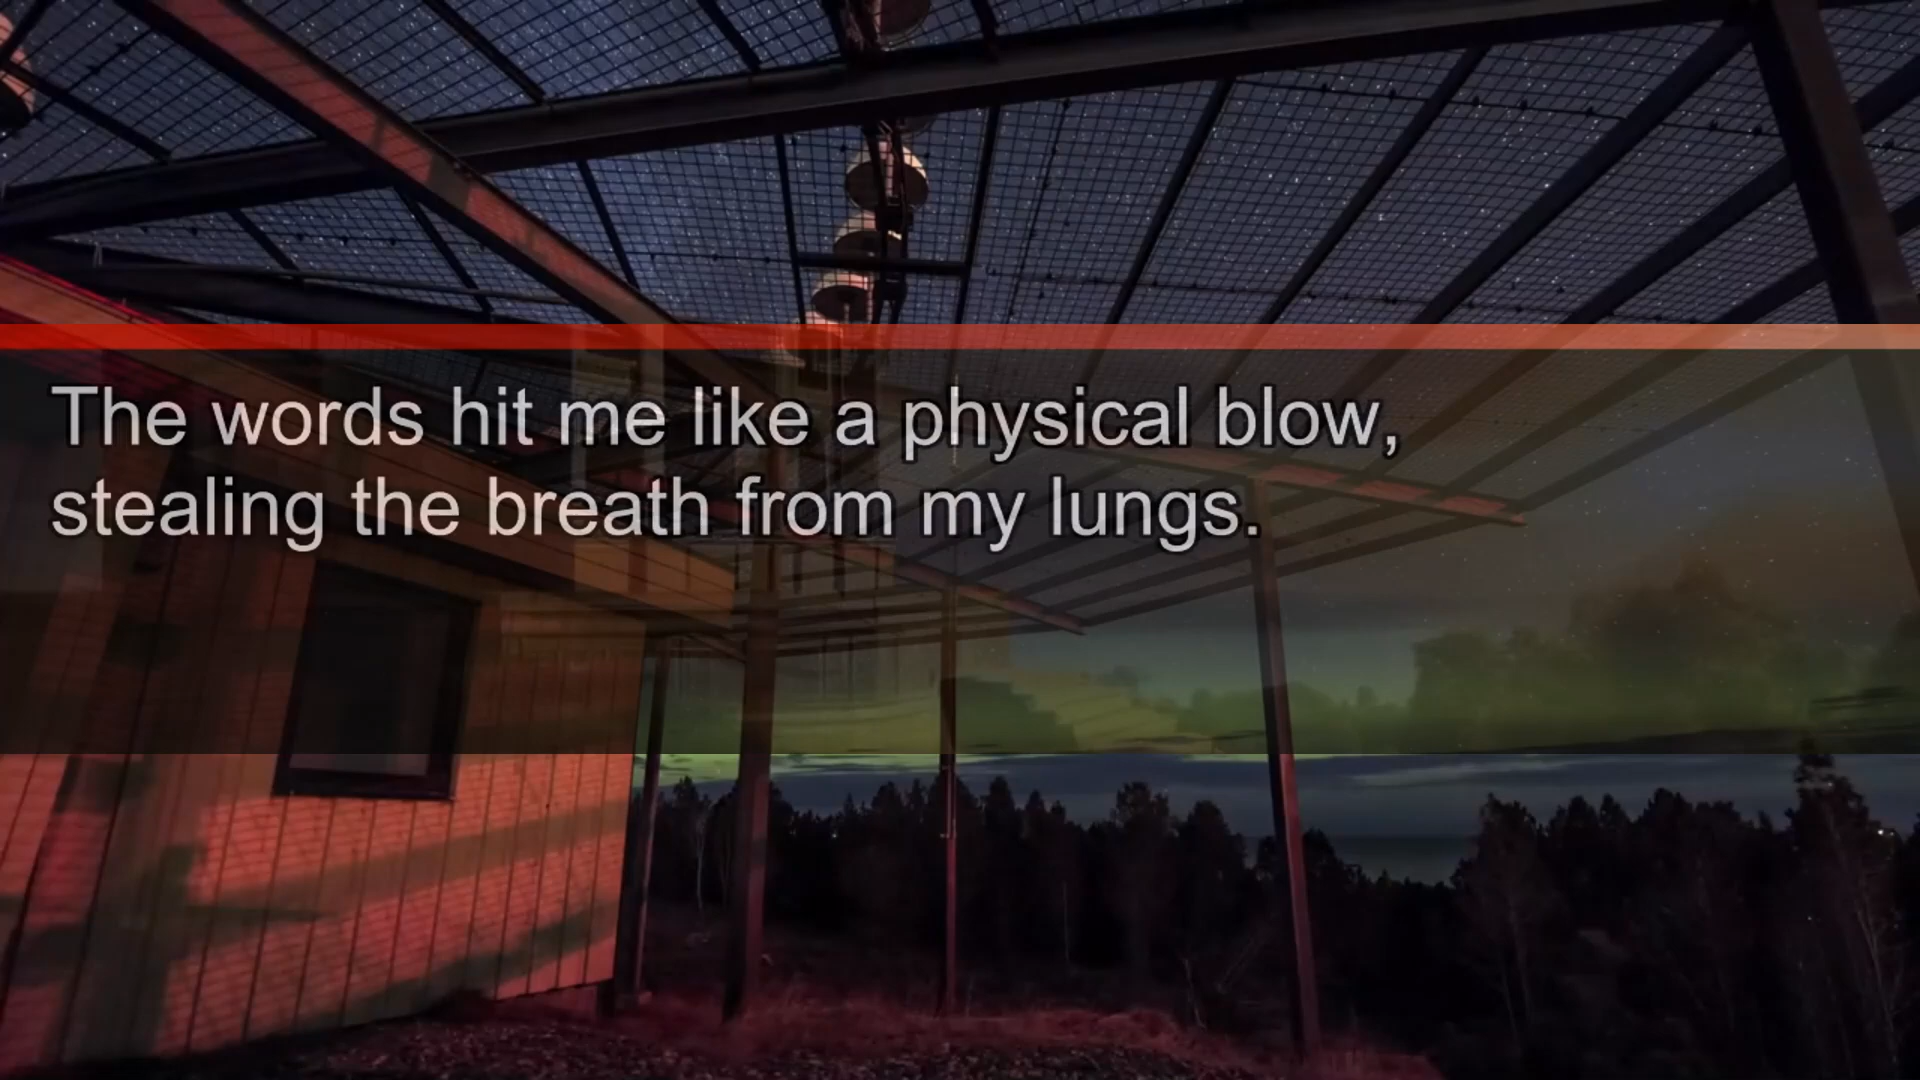 The words hit me like a physical blow,
stealing the breath from my lungs.